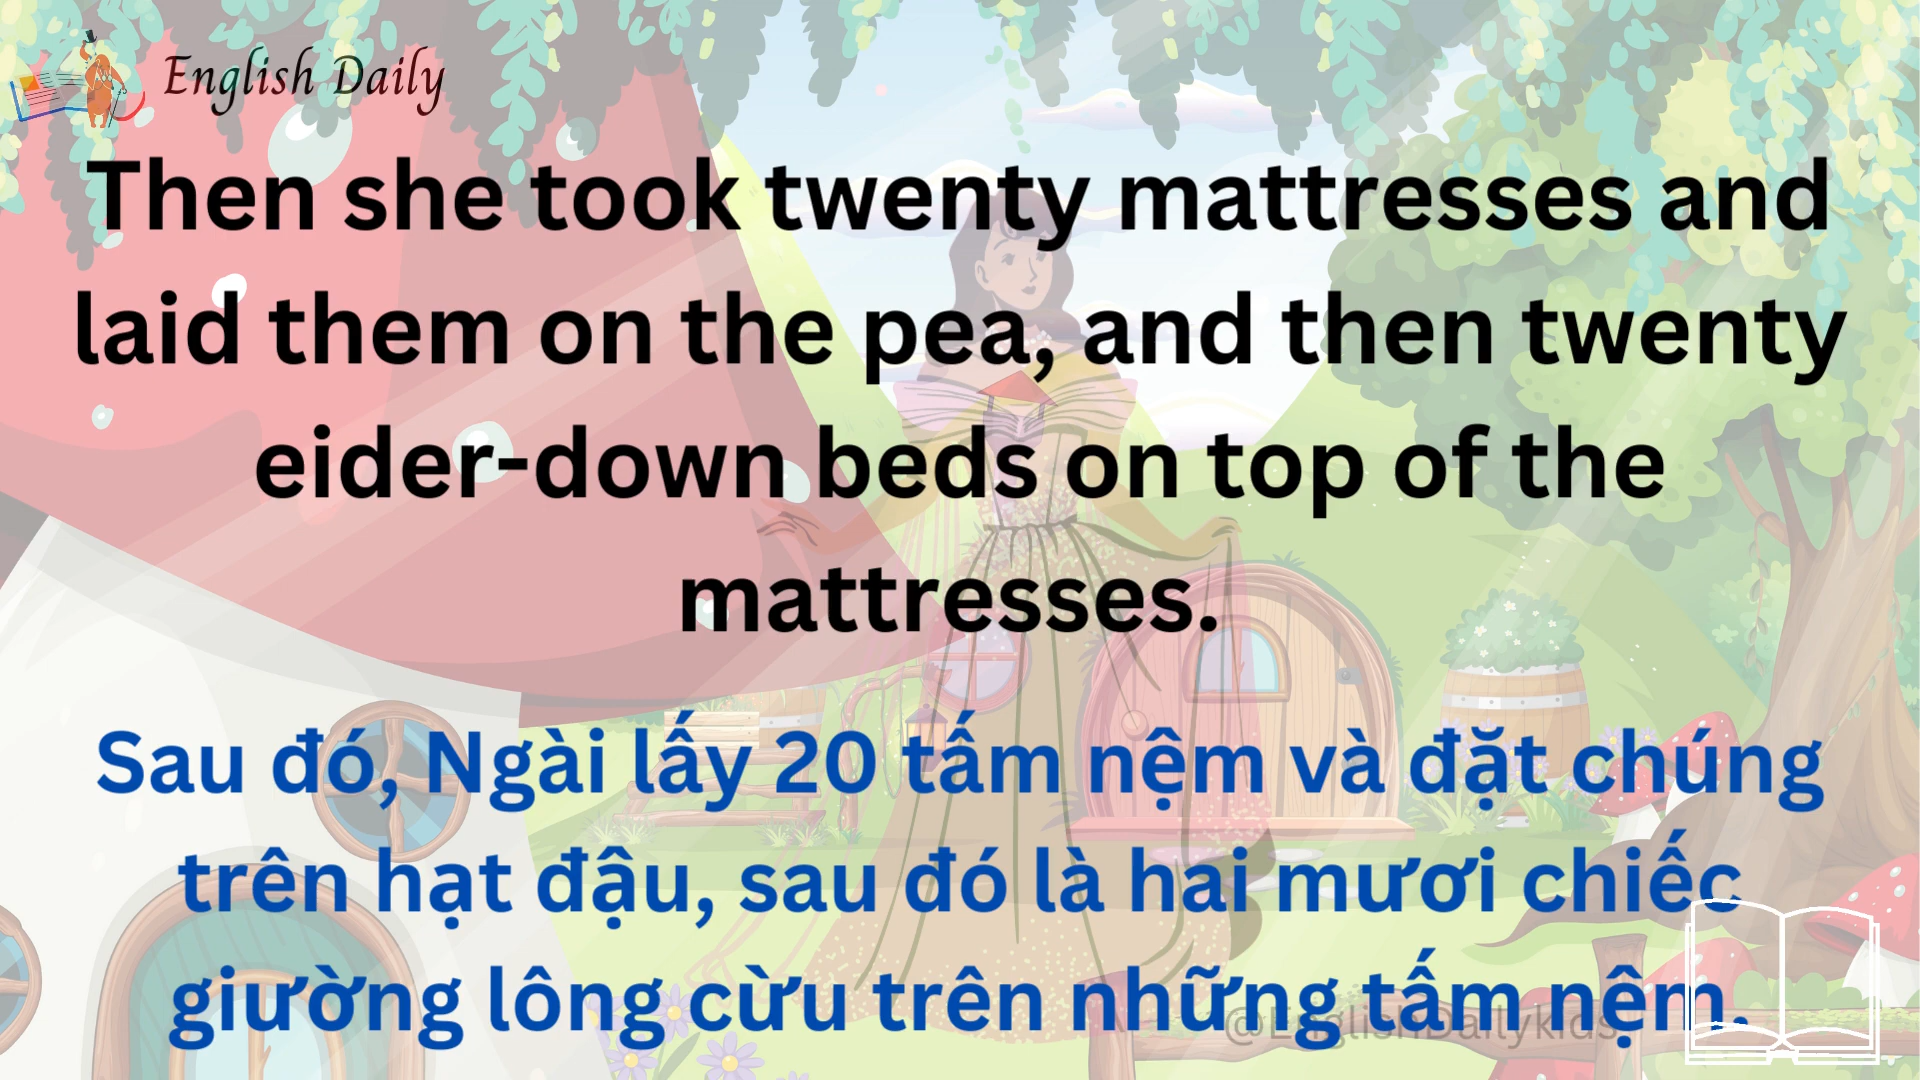 English Daily
Then she took twenty mattresses and
laid them on the pea, and then twenty
eider-down beds on top of the
mattresses.
Sau đó, Ngài lấy 20 tấm nệm và đặt chúng
trên hạt đậu, sau đó là hai mươi chiếc
giường lông cừu trên những tấm nệm.
@EnglishDailykids